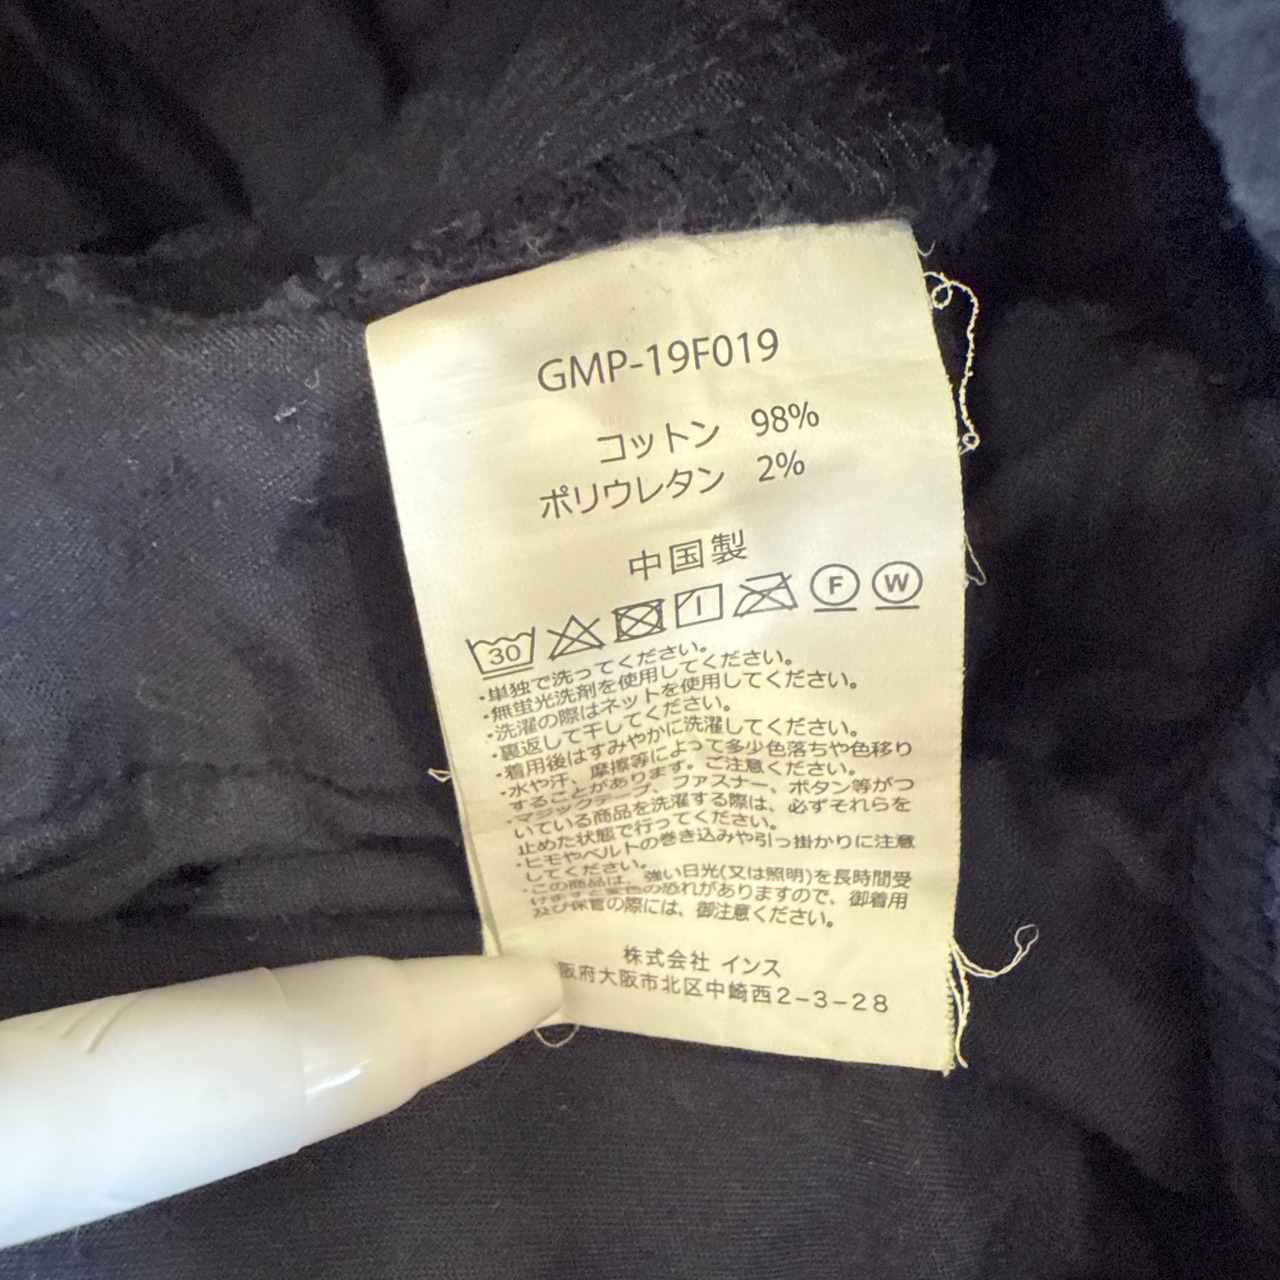 GMP-19F019
コットン 98%
ポリウレタン 2%
中国製
30 F W
・単独で洗ってください。
・無蛍光洗剤を使用してください。
・洗濯の際はネットを使用してください。
・裏返して干してください。
・着用後はすみやかに洗濯してください。
・水や汗、摩擦等によって多少色落ちや色移り
することがあります。ご注意ください。
・マジックテープ、ファスナー、ボタン等がつ
いている商品を洗濯する際は、必ずそれらを
止めた状態で行ってください。
・ヒモやベルトの巻き込みや引っ掛かりに注意
してください。
・この商品は、強い日光(又は照明)を長時間受
けますと変色の恐れがありますので、御着用
及び保管の際には、御注意ください。
株式会社 インス
阪府大阪市北区中崎西2-3-28